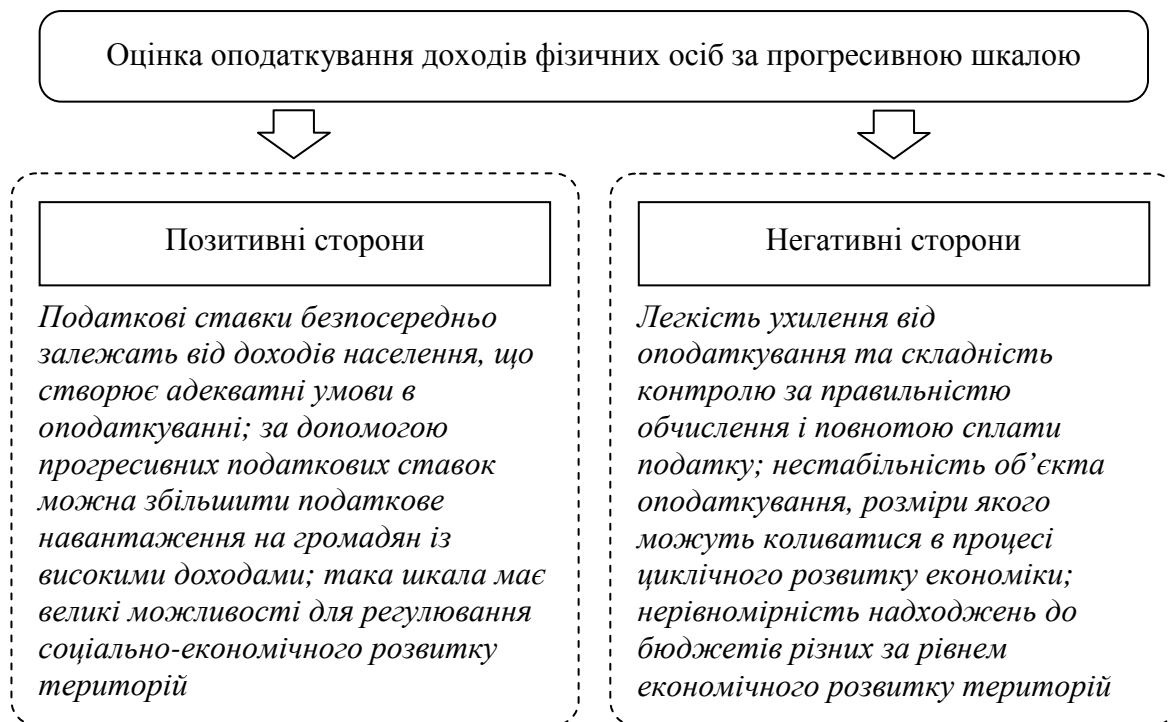 Оцінка оподаткування доходів фізичних осіб за прогресивною шкалою
Позитивні сторони
Податкові ставки безпосередньо
залежать від доходів населення, що
створює адекватні умови в
оподаткуванні; за допомогою
прогресивних податкових ставок
можна збільшити податкове
навантаження на громадян із
високими доходами; така шкала має
великі можливості для регулювання
соціально-економічного розвитку
територій
Негативні сторони
Легкість ухилення від
оподаткування та складність
контролю за правильністю
обчислення і повнотою сплати
податку; нестабільність об’єкта
оподаткування, розміри якого
можуть коливатися в процесі
циклічного розвитку економіки;
нерівномірність надходжень до
бюджетів різних за рівнем
економічного розвитку територій